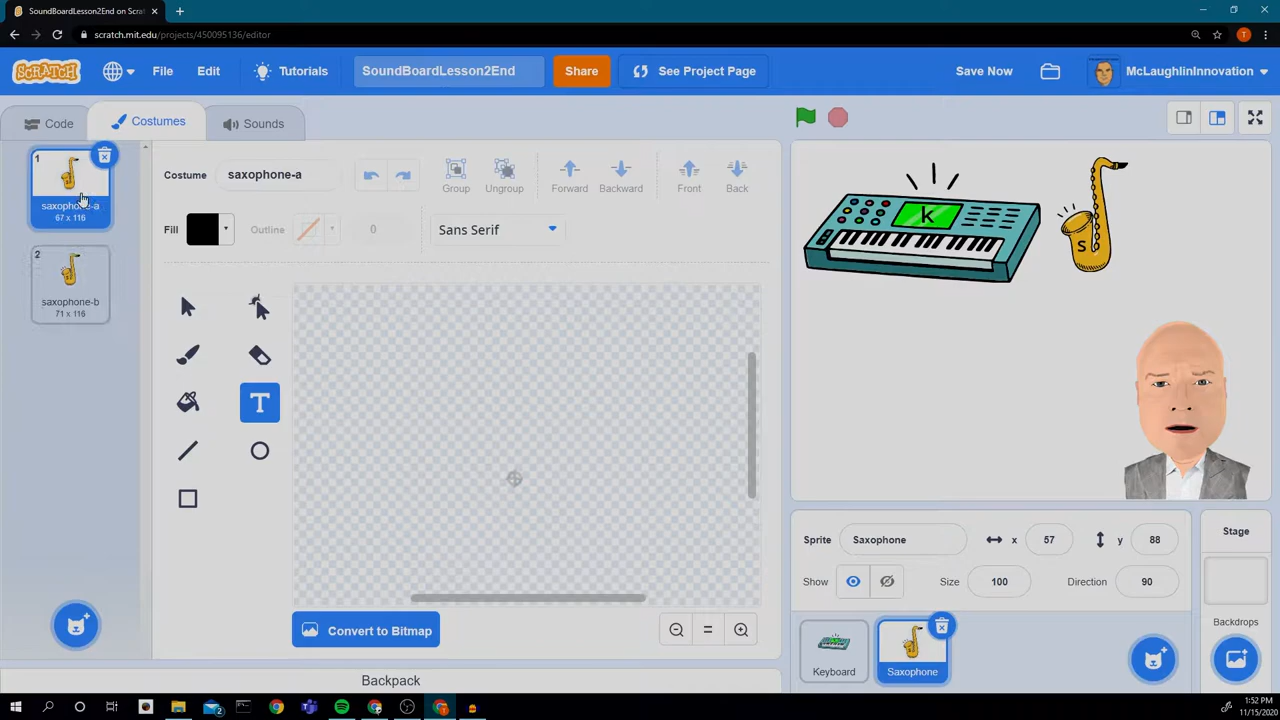 SoundBoardLesson2End on Scrat
scratch.mit.edu/projects/450095136/editor
T
SCRATCH
File
Edit
Tutorials
SoundBoardLesson2End
Share
See Project Page
Save Now
McLaughlinInnovation
Code
Costumes
Sounds
1
saxophone-a
67 x 116
2
saxophone-b
71 x 116
Costume
saxophone-a
Group
Ungroup
Forward
Backward
Front
Back
Fill
Outline
0
Sans Serif
T
Convert to Bitmap
Backpack
k
S
Sprite
Saxophone
x
57
y
88
Show
Size
100
Direction
90
Keyboard
Saxophone
Stage
Backdrops
1:52 PM
11/15/2020